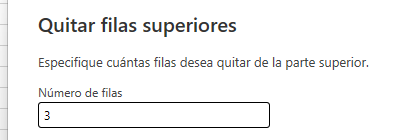 Quitar filas superiores
Especifique cuántas filas desea quitar de la parte superior.
Número de filas
3